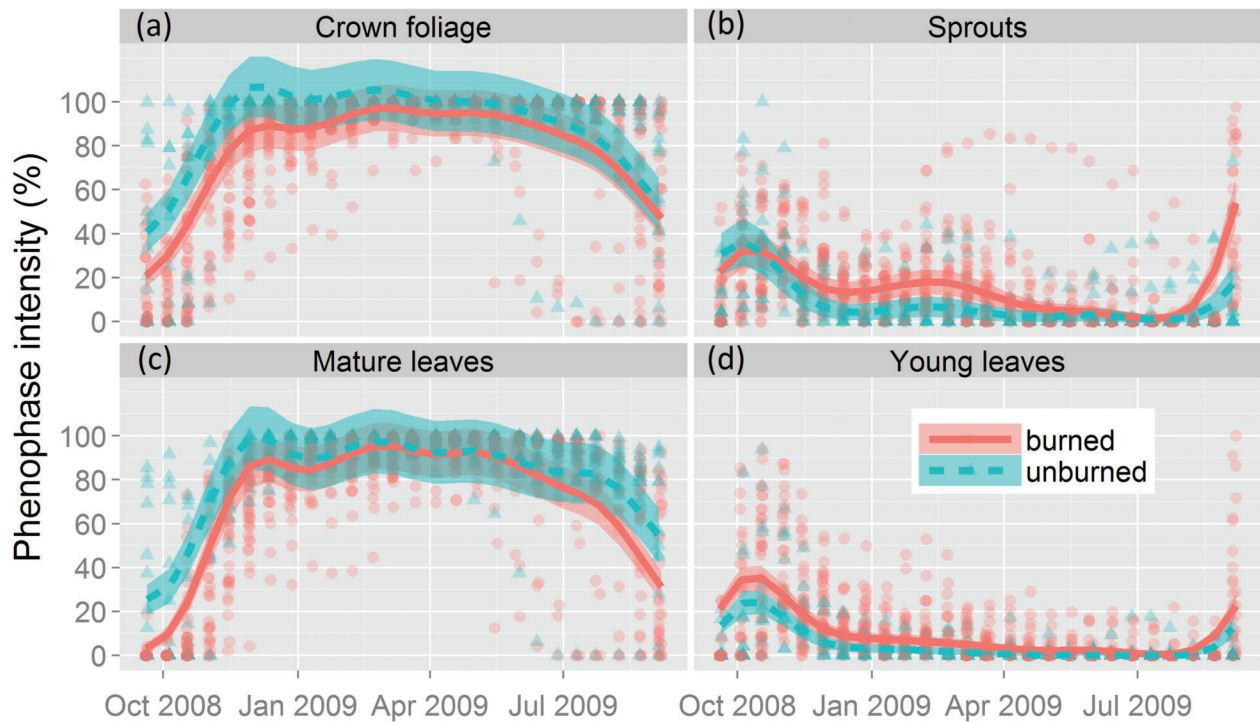 (a) Crown foliage
(b) Sprouts
Phenophase intensity (%)
100
80
60
40
20
0
(c) Mature leaves
(d) Young leaves
100
80
60
40
20
0
burned
unburned
Oct 2008 Jan 2009 Apr 2009 Jul 2009
Oct 2008 Jan 2009 Apr 2009 Jul 2009